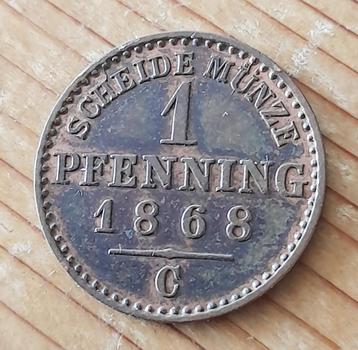 SCHEIDE MÜNZE
1
PFENNING
1868
C